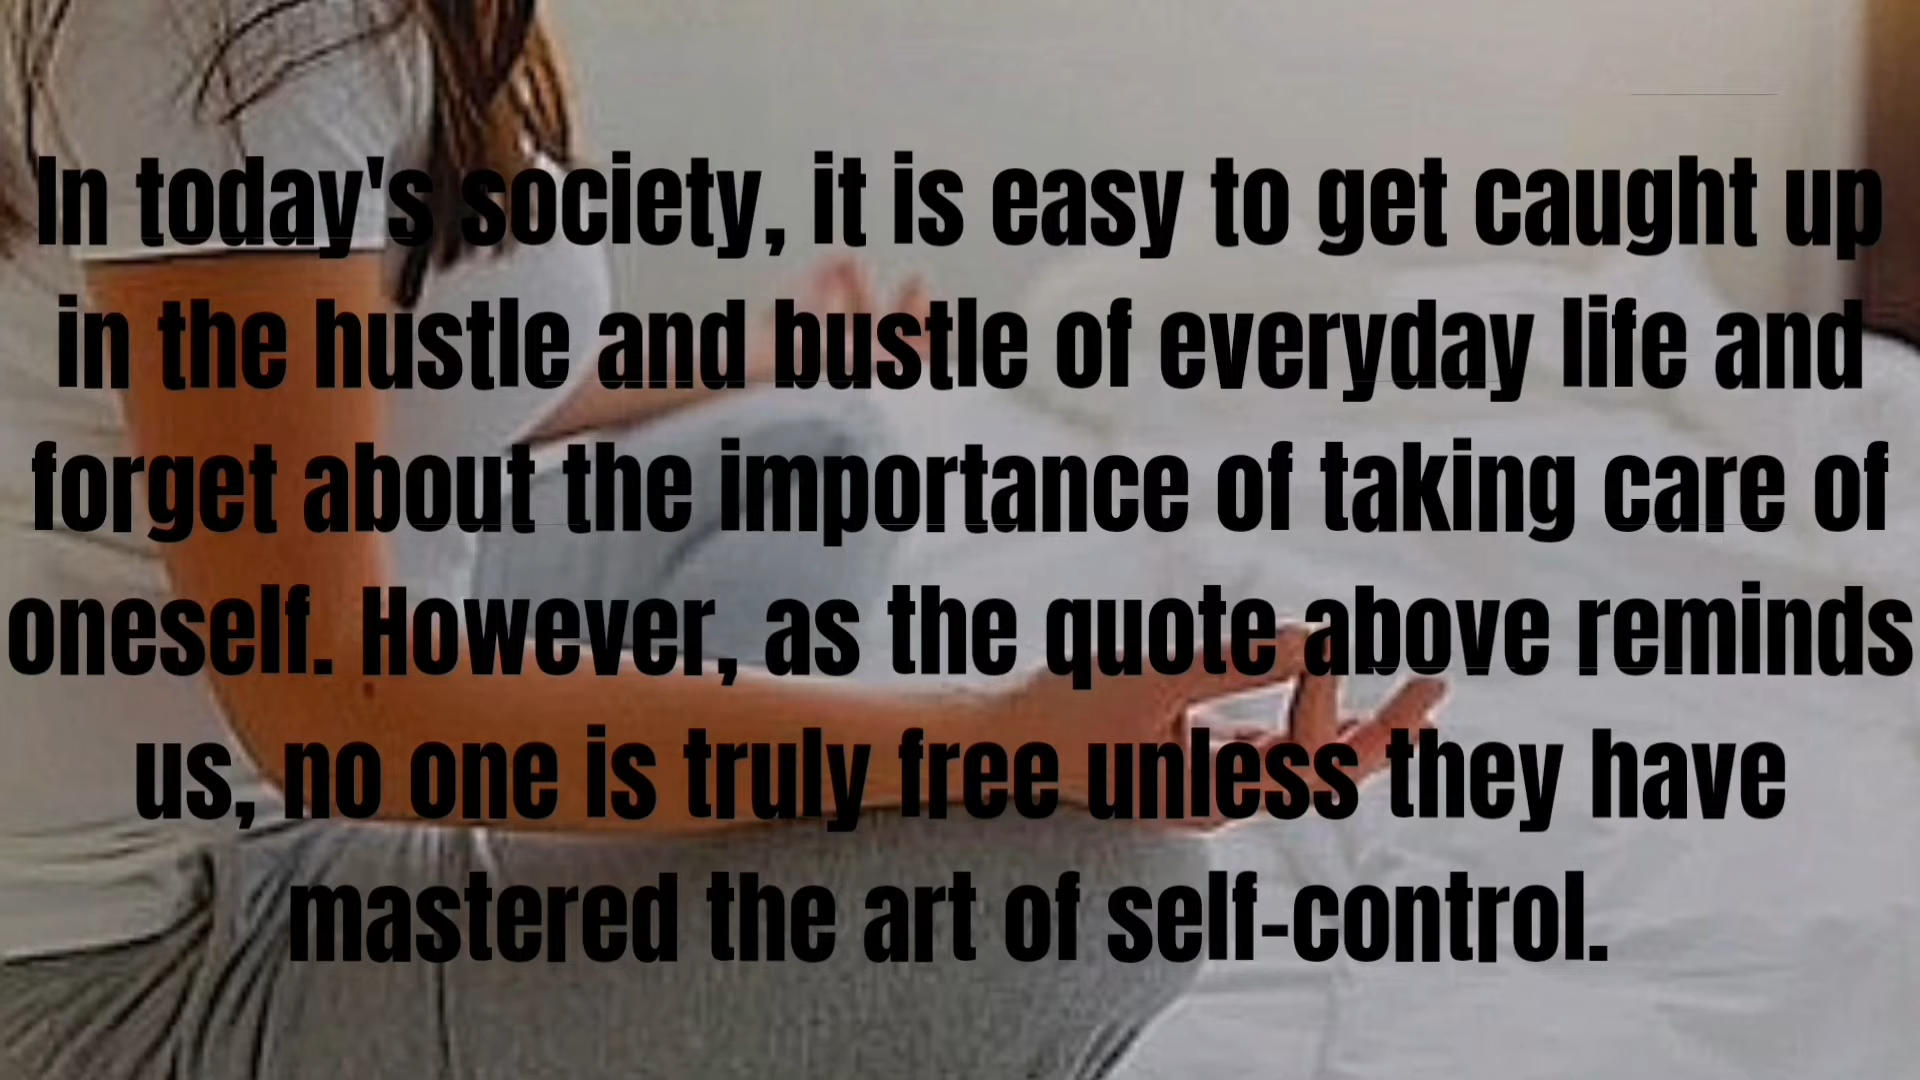 In today's society, it is easy to get caught up
in the hustle and bustle of everyday life and
forget about the importance of taking care of
oneself. However, as the quote above reminds
us, no one is truly free unless they have
mastered the art of self-control.